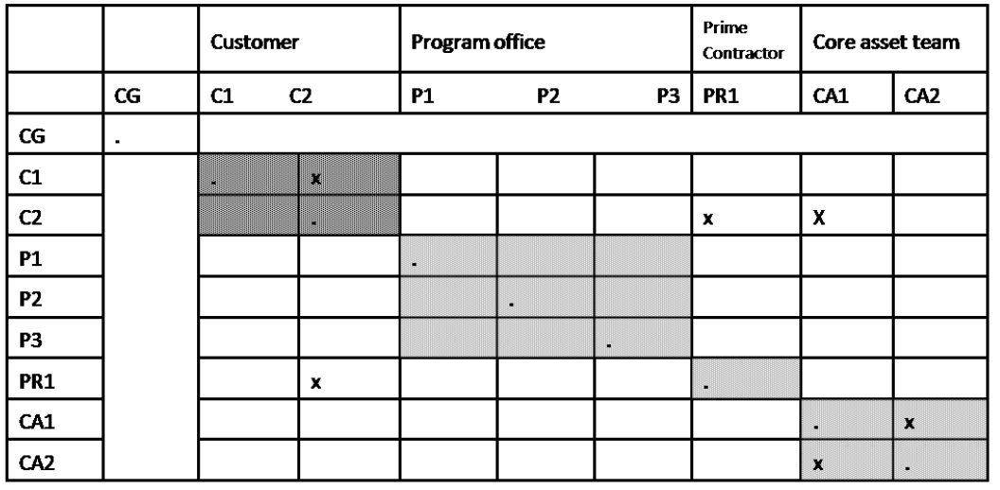 Customer Program office Prime Contractor Core asset team
CG C1 C2 P1 P2 P3 PR1 CA1 CA2
CG .
C1 . x
C2 . x X
P1 .
P2 .
P3 .
PR1 x .
CA1 . x
CA2 x .